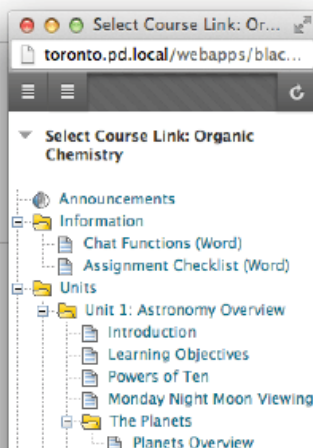 Select Course Link: Or...
toronto.pd.local/webapps/blac...
Select Course Link: Organic
Chemistry
Announcements
Information
Chat Functions (Word)
Assignment Checklist (Word)
Units
Unit 1: Astronomy Overview
Introduction
Learning Objectives
Powers of Ten
Monday Night Moon Viewing
The Planets
Planets Overview